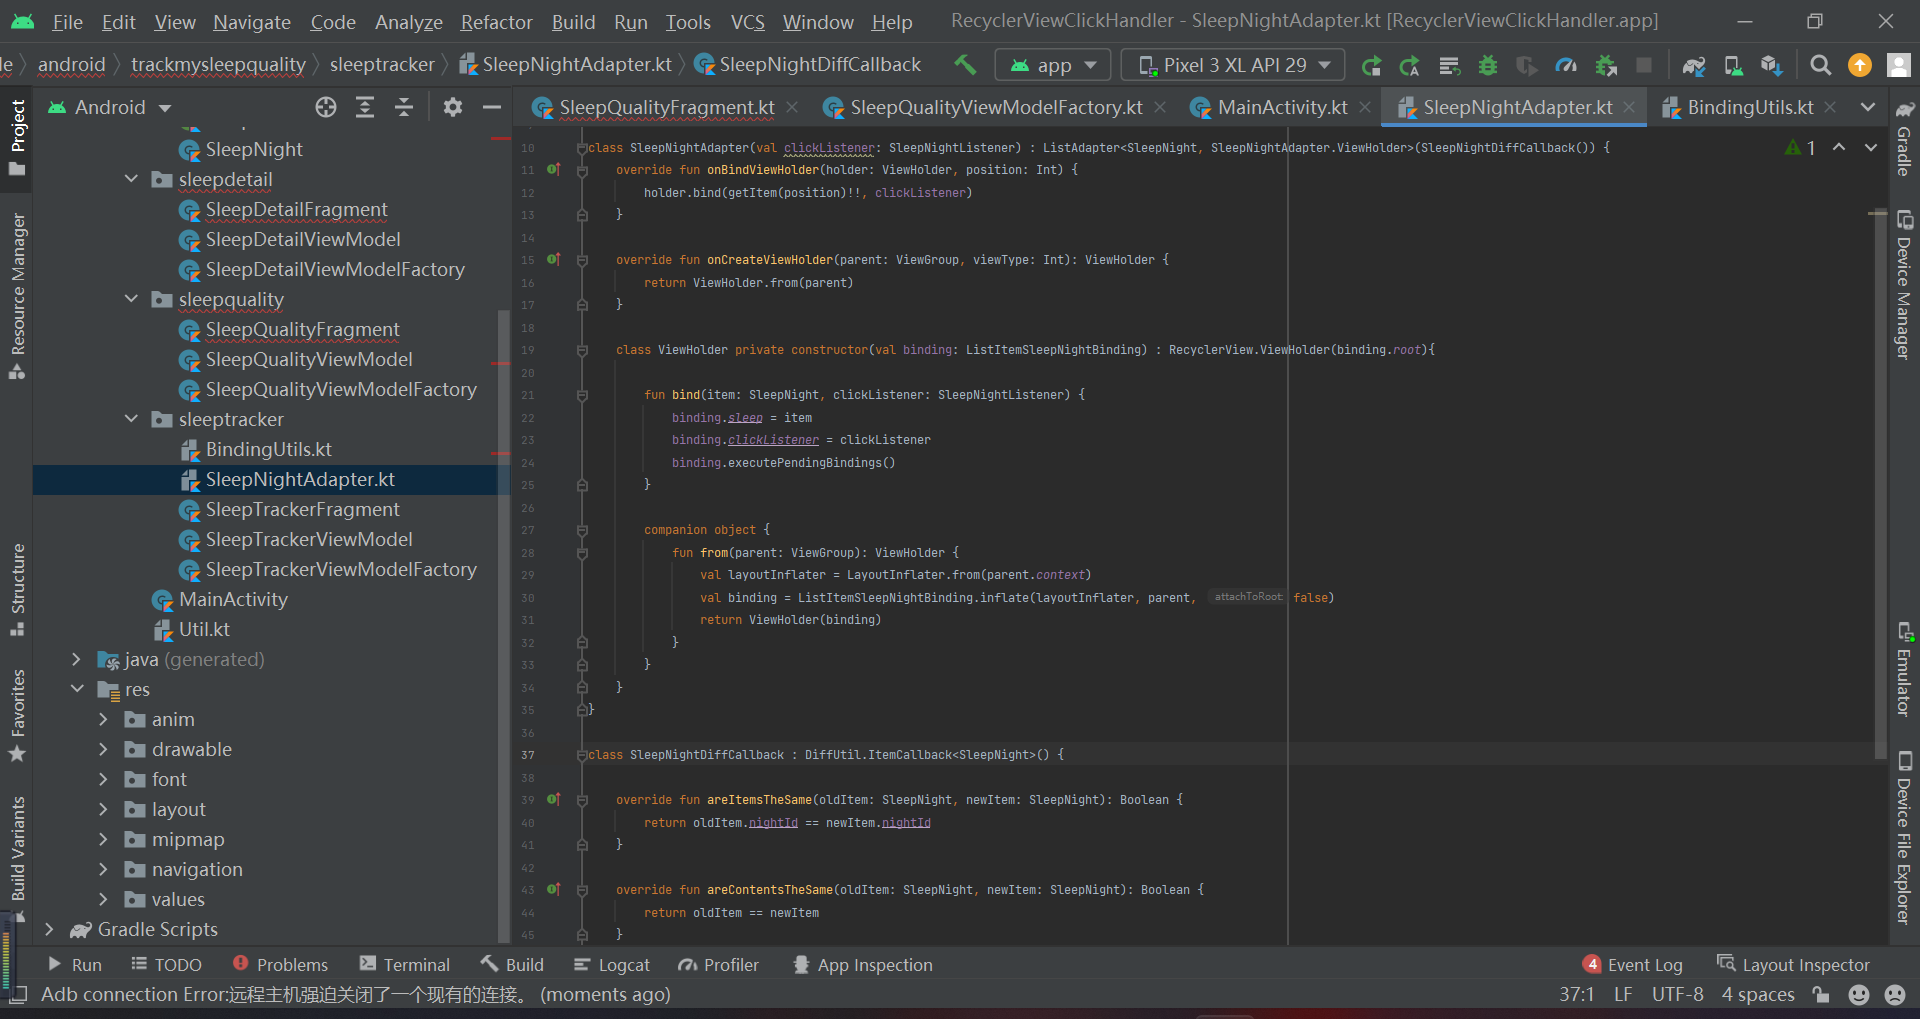 File Edit View Navigate Code Analyze Refactor Build Run Tools VCS Window Help RecyclerViewClickHandler - SleepNightAdapter.kt [RecyclerViewClickHandler.app]
le android trackmysleepquality sleeptracker SleepNightAdapter.kt SleepNightDiffCallback app Pixel 3 XL API 29
Android
SleepQualityFragment.kt SleepQualityViewModelFactory.kt MainActivity.kt SleepNightAdapter.kt BindingUtils.kt
Project
Resource Manager
Structure
Favorites
Build Variants
SleepNight
sleepdetail
SleepDetailFragment
SleepDetailViewModel
SleepDetailViewModelFactory
sleepquality
SleepQualityFragment
SleepQualityViewModel
SleepQualityViewModelFactory
sleeptracker
BindingUtils.kt
SleepNightAdapter.kt
SleepTrackerFragment
SleepTrackerViewModel
SleepTrackerViewModelFactory
MainActivity
Util.kt
java (generated)
res
anim
drawable
font
layout
mipmap
navigation
values
Gradle Scripts
10 class SleepNightAdapter(val clickListener: SleepNightListener) : ListAdapter<SleepNight, SleepNightAdapter.ViewHolder>(SleepNightDiffCallback()) {
11 override fun onBindViewHolder(holder: ViewHolder, position: Int) {
12 holder.bind(getItem(position)!!, clickListener)
13 }
14
15 override fun onCreateViewHolder(parent: ViewGroup, viewType: Int): ViewHolder {
16 return ViewHolder.from(parent)
17 }
18
19 class ViewHolder private constructor(val binding: ListItemSleepNightBinding) : RecyclerView.ViewHolder(binding.root){
20
21 fun bind(item: SleepNight, clickListener: SleepNightListener) {
22 binding.sleep = item
23 binding.clickListener = clickListener
24 binding.executePendingBindings()
25 }
26
27 companion object {
28 fun from(parent: ViewGroup): ViewHolder {
29 val layoutInflater = LayoutInflater.from(parent.context)
30 val binding = ListItemSleepNightBinding.inflate(layoutInflater, parent, attachToRoot: false)
31 return ViewHolder(binding)
32 }
33 }
34 }
35 }
36
37 class SleepNightDiffCallback : DiffUtil.ItemCallback<SleepNight>() {
38
39 override fun areItemsTheSame(oldItem: SleepNight, newItem: SleepNight): Boolean {
40 return oldItem.nightId == newItem.nightId
41 }
42
43 override fun areContentsTheSame(oldItem: SleepNight, newItem: SleepNight): Boolean {
44 return oldItem == newItem
45 }
1
Gradle
Device Manager
Emulator
Device File Explorer
Run TODO Problems Terminal Build Logcat Profiler App Inspection 4 Event Log Layout Inspector
Adb connection Error:远程主机强迫关闭了一个现有的连接。 (moments ago) 37:1 LF UTF-8 4 spaces